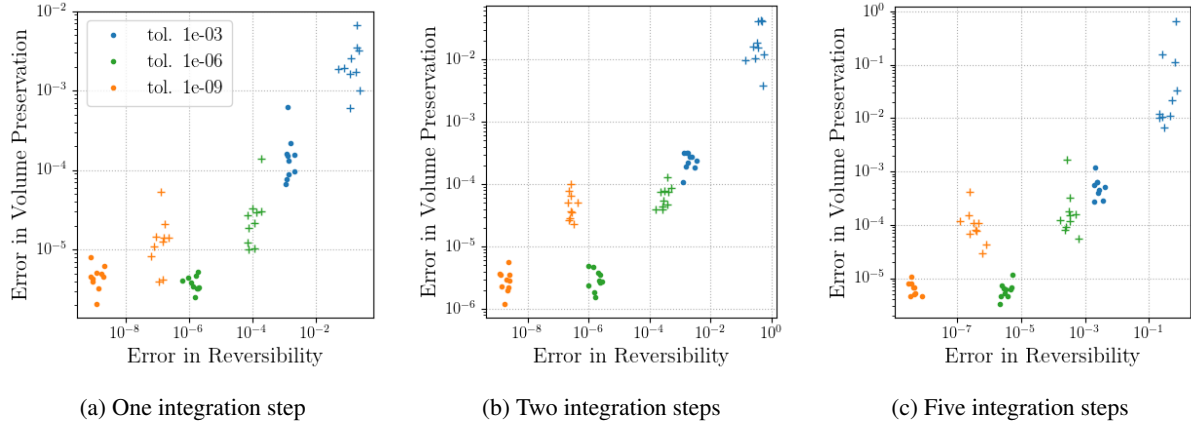 10⁻²
10⁻³
10⁻⁴
10⁻⁵
Error in Volume Preservation
tol. 1e-03
tol. 1e-06
tol. 1e-09
10⁻⁸ 10⁻⁶ 10⁻⁴ 10⁻²
Error in Reversibility
(a) One integration step
10⁻²
10⁻³
10⁻⁴
10⁻⁵
10⁻⁶
Error in Volume Preservation
10⁻⁸ 10⁻⁶ 10⁻⁴ 10⁻² 10⁰
Error in Reversibility
(b) Two integration steps
10⁰
10⁻¹
10⁻²
10⁻³
10⁻⁴
10⁻⁵
Error in Volume Preservation
10⁻⁷ 10⁻⁵ 10⁻³ 10⁻¹
Error in Reversibility
(c) Five integration steps